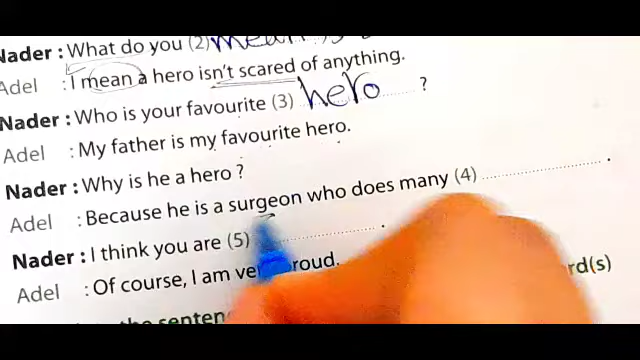 Nader : What do you (2) mean
Adel : I mean a hero isn't scared of anything.
Nader : Who is your favourite (3) hero ?
Adel : My father is my favourite hero.
Nader : Why is he a hero ?
Adel : Because he is a surgeon who does many (4) .
Nader : I think you are (5) .
Adel : Of course, I am proud. rd(s)